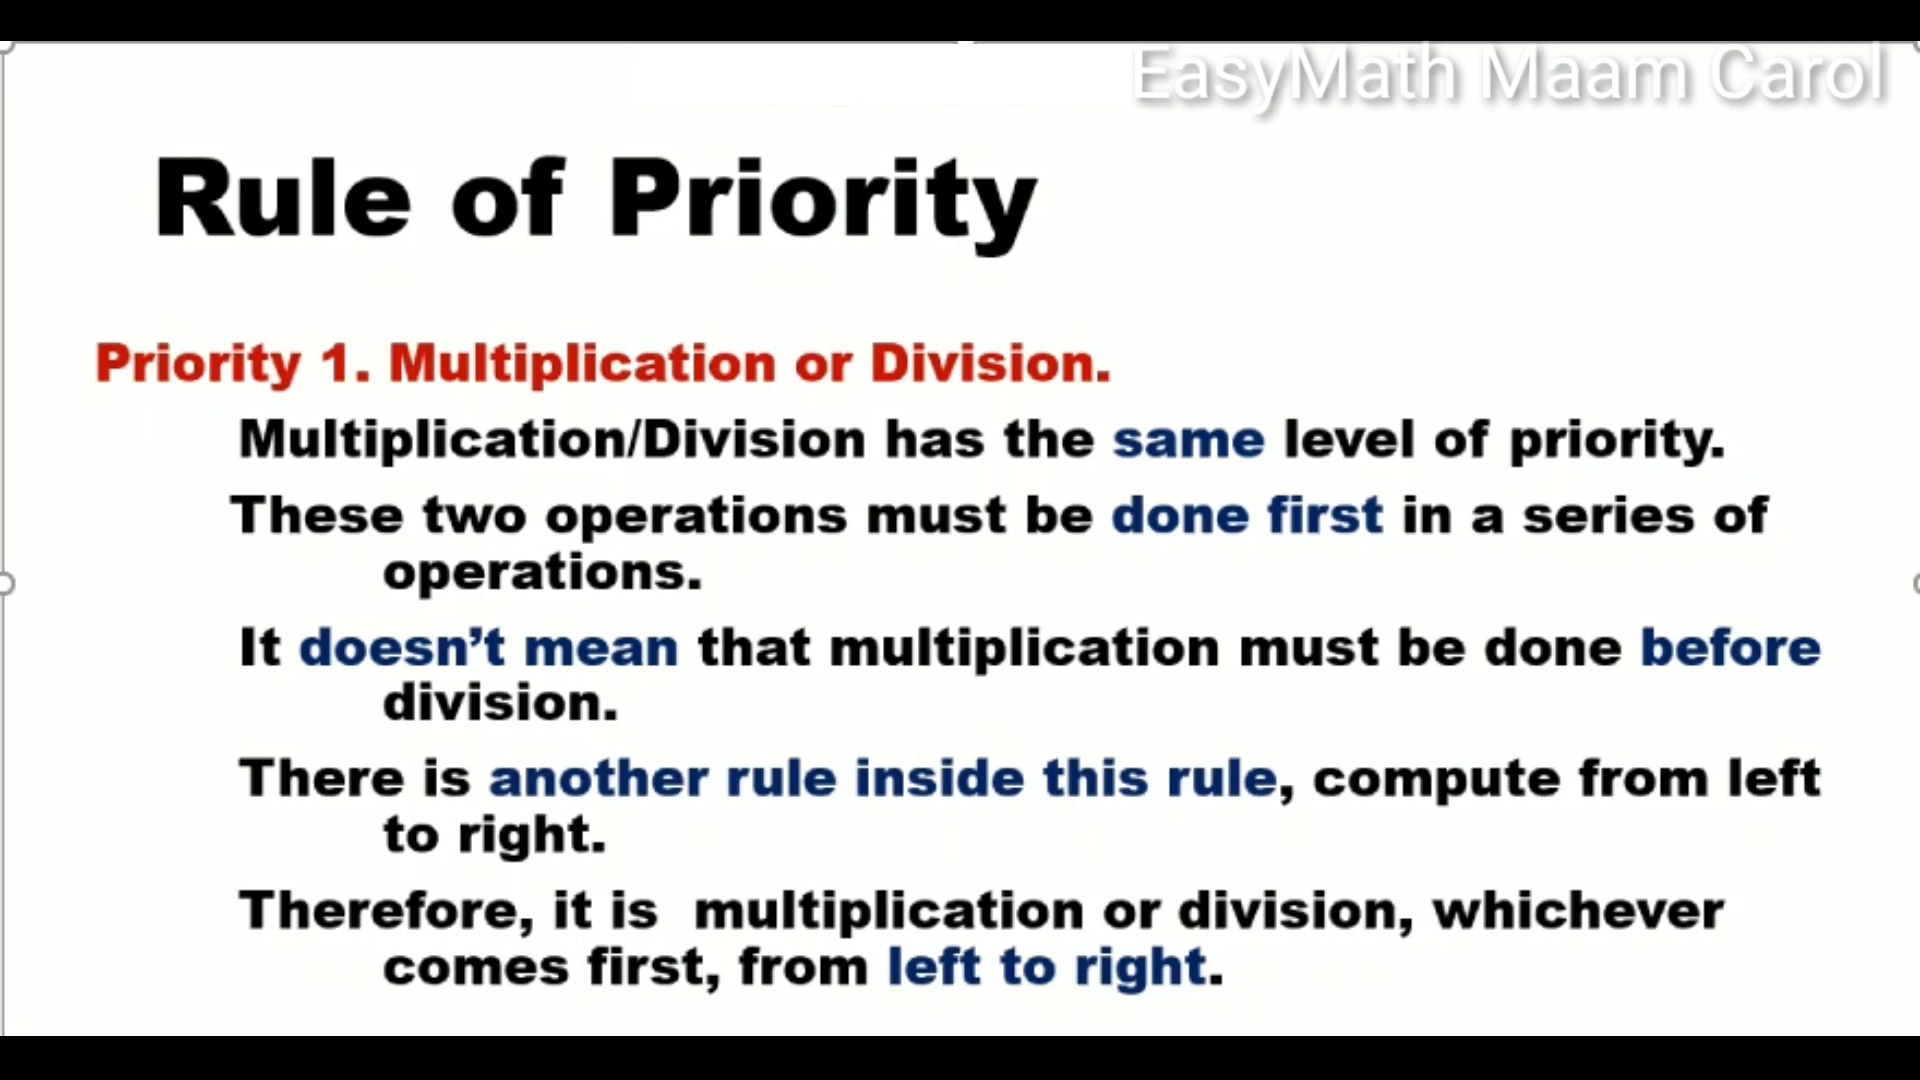 EasyMath Maam Carol
Rule of Priority
Priority 1. Multiplication or Division.
Multiplication/Division has the same level of priority.
These two operations must be done first in a series of
operations.
It doesn’t mean that multiplication must be done before
division.
There is another rule inside this rule, compute from left
to right.
Therefore, it is  multiplication or division, whichever
comes first, from left to right.